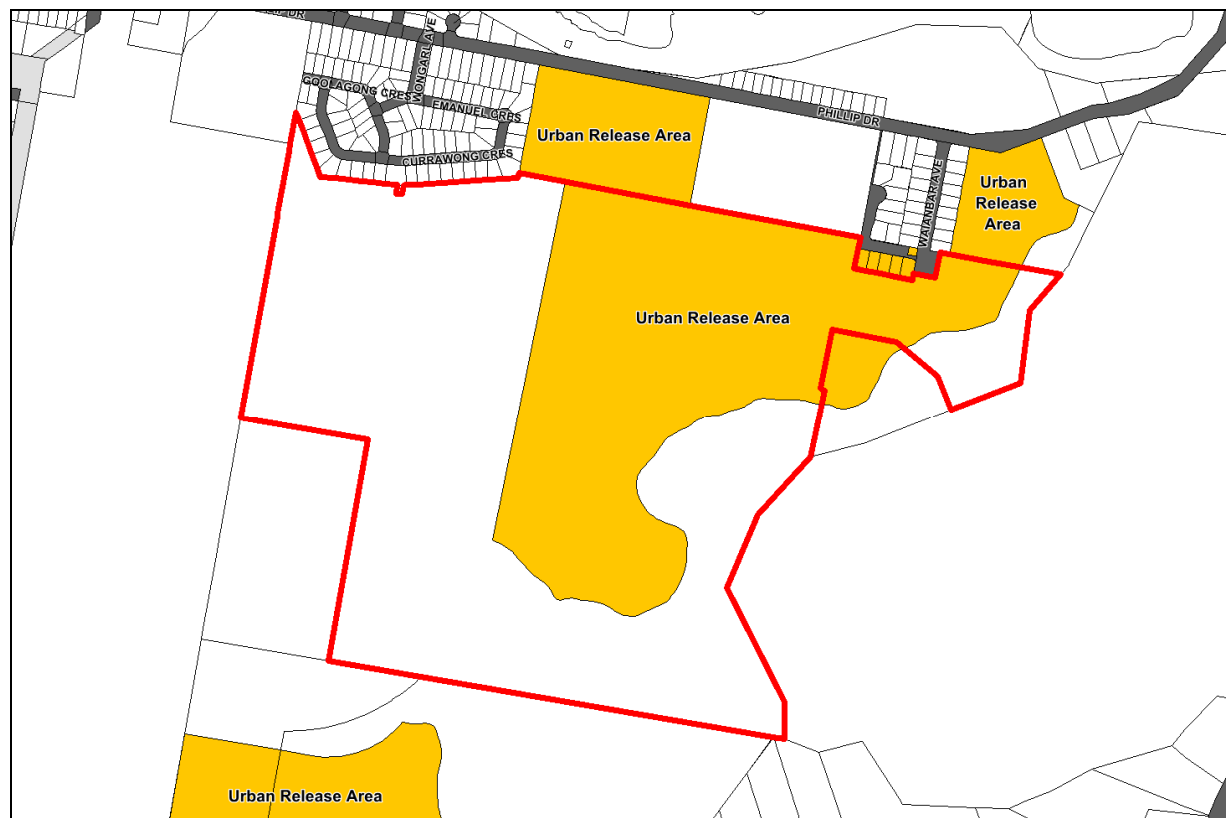 WONGARL AVE
GOOLAGONG CRES
EMANUEL CRES
CURRAWONG CRES
PHILLIP DR
WAIANBAR AVE
Urban Release Area
Urban
Release
Area
Urban Release Area
Urban Release Area